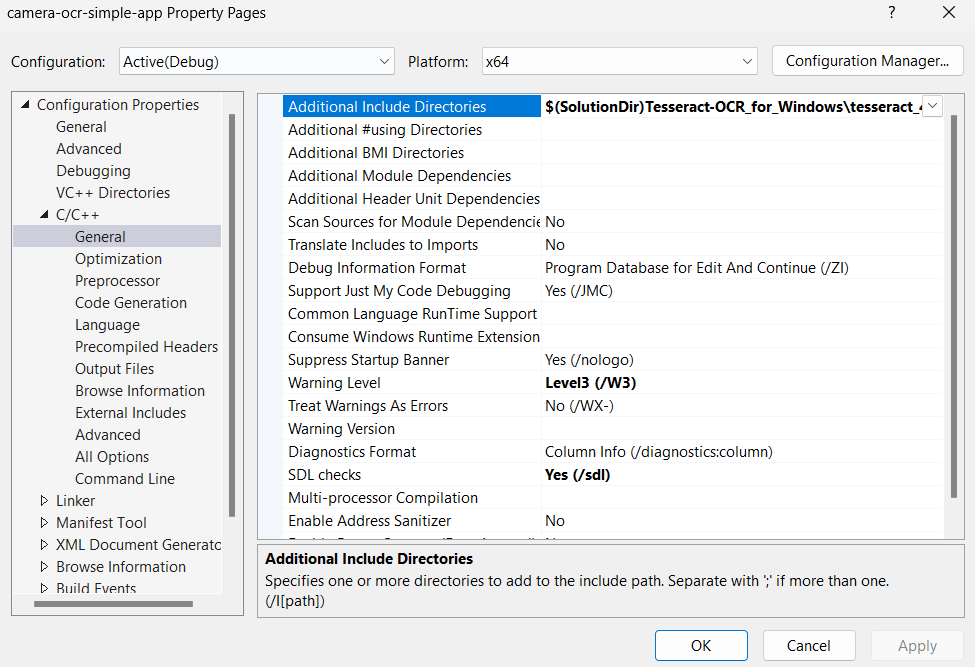 camera-ocr-simple-app Property Pages
?
Configuration: Active(Debug) Platform: x64 Configuration Manager...
Configuration Properties
General
Advanced
Debugging
VC++ Directories
C/C++
General
Optimization
Preprocessor
Code Generation
Language
Precompiled Headers
Output Files
Browse Information
External Includes
Advanced
All Options
Command Line
Linker
Manifest Tool
XML Document Generato
Browse Information
Build Events
Additional Include Directories $(SolutionDir)Tesseract-OCR_for_Windows\tesseract_
Additional #using Directories
Additional BMI Directories
Additional Module Dependencies
Additional Header Unit Dependencies
Scan Sources for Module Dependencie No
Translate Includes to Imports No
Debug Information Format Program Database for Edit And Continue (/ZI)
Support Just My Code Debugging Yes (/JMC)
Common Language RunTime Support
Consume Windows Runtime Extension
Suppress Startup Banner Yes (/nologo)
Warning Level Level3 (/W3)
Treat Warnings As Errors No (/WX-)
Warning Version
Diagnostics Format Column Info (/diagnostics:column)
SDL checks Yes (/sdl)
Multi-processor Compilation
Enable Address Sanitizer No
Additional Include Directories
Specifies one or more directories to add to the include path. Separate with ';' if more than one.
(/I[path])
OK Cancel Apply